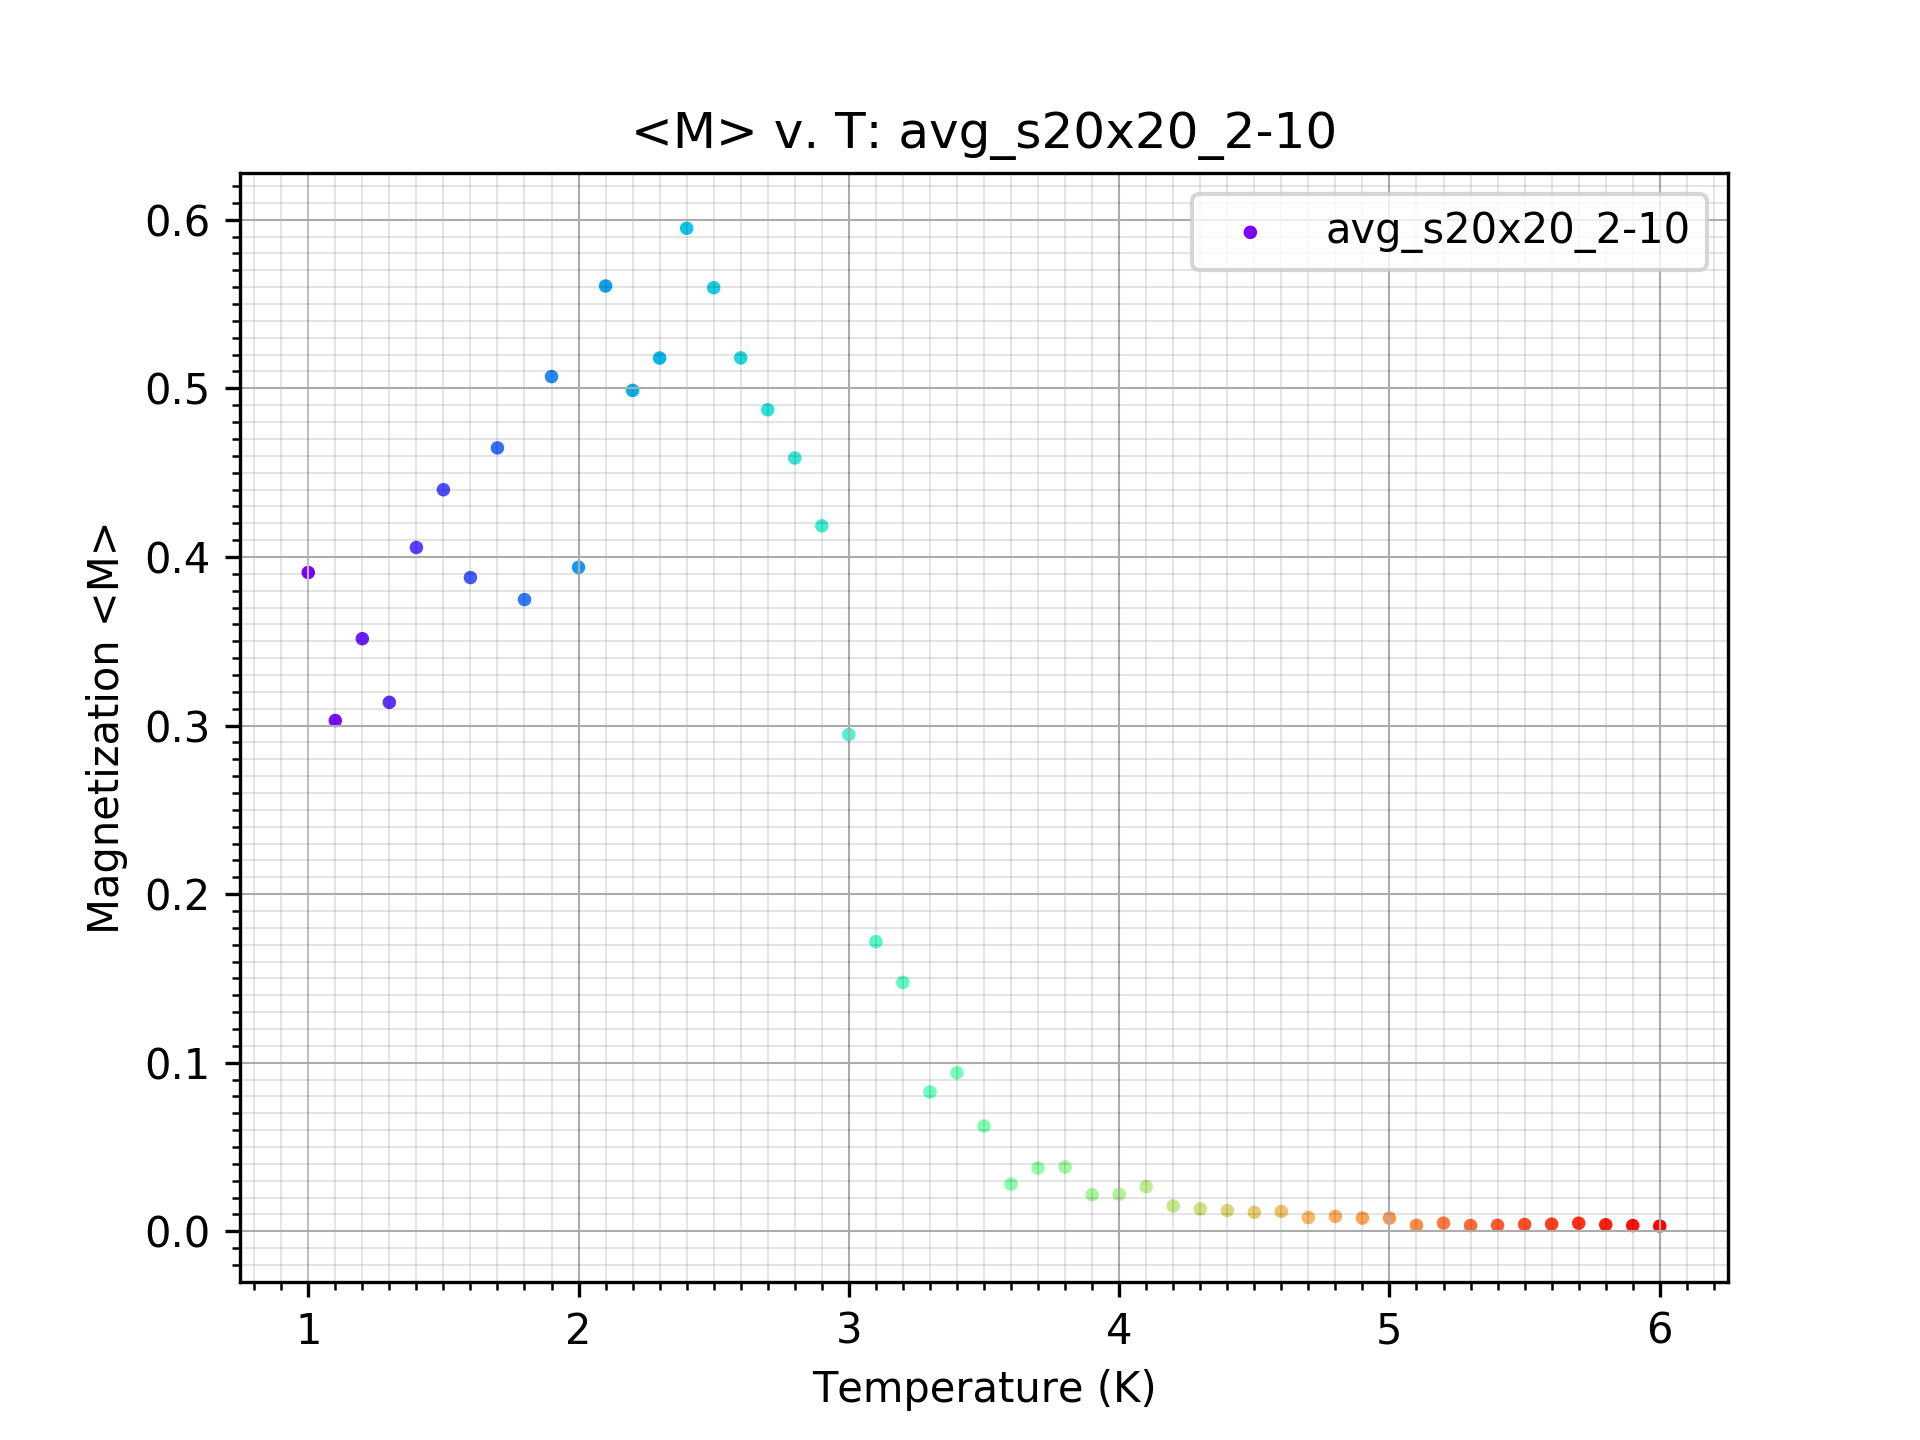 <M> v. T: avg_s20x20_2-10
avg_s20x20_2-10
0.6
0.5
0.4
0.3
0.2
0.1
0.0
Magnetization <M>
1 2 3 4 5 6
Temperature (K)